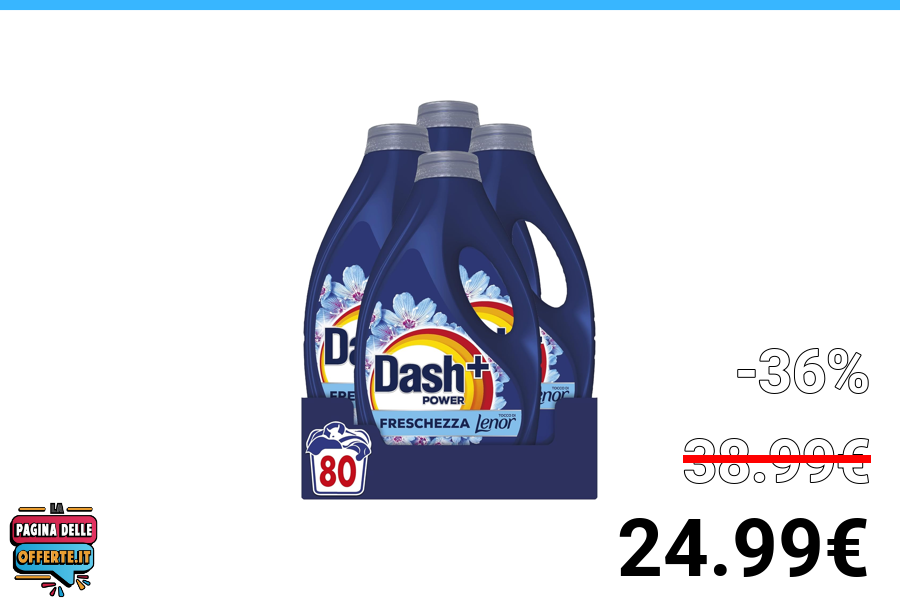 Dash+
POWER
FRESCHEZZA
TOCCO DI
Lenor
80
-36%
38.99€
24.99€
LA
PAGINA DELLE
OFFERTE.IT